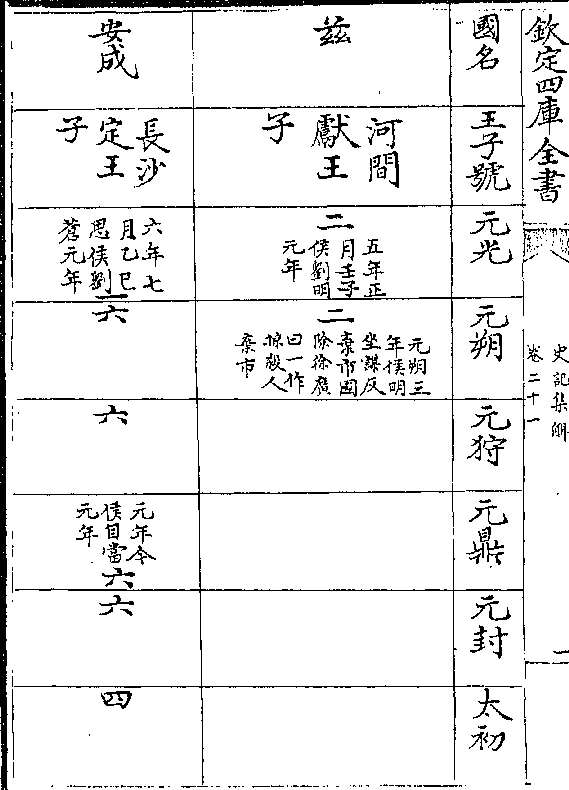 欽定四庫全書
史記集解
卷二十一
一
國名
王子號
元光
元朔
元狩
元鼎
元封
太初
兹
河間
獻王
子
二
五年正
月壬子
侯劉明
元年
二
元朔三
年侯明
坐謀反
棄市國
除徐廣
曰一作
掠殺人
棄市
安成
長沙
定王
子
六年七
月乙巳
思侯劉
蒼元年
一
六
六
元年今
侯自當
元年
六
六
四